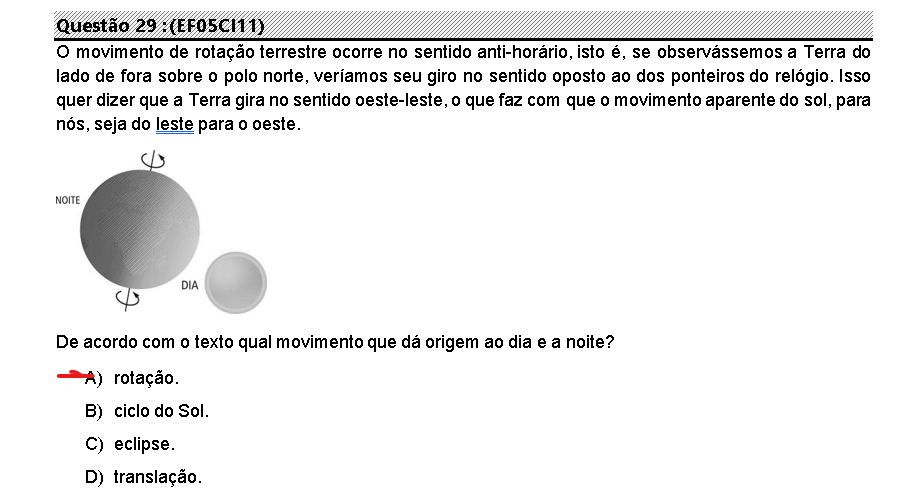 Questão 29 : (EF05CI11)
O movimento de rotação terrestre ocorre no sentido anti-horário, isto é, se observássemos a Terra do
lado de fora sobre o polo norte, veríamos seu giro no sentido oposto ao dos ponteiros do relógio. Isso
quer dizer que a Terra gira no sentido oeste-leste, o que faz com que o movimento aparente do sol, para
nós, seja do leste para o oeste.
NOITE
DIA
De acordo com o texto qual movimento que dá origem ao dia e a noite?
A) rotação.
B) ciclo do Sol.
C) eclipse.
D) translação.